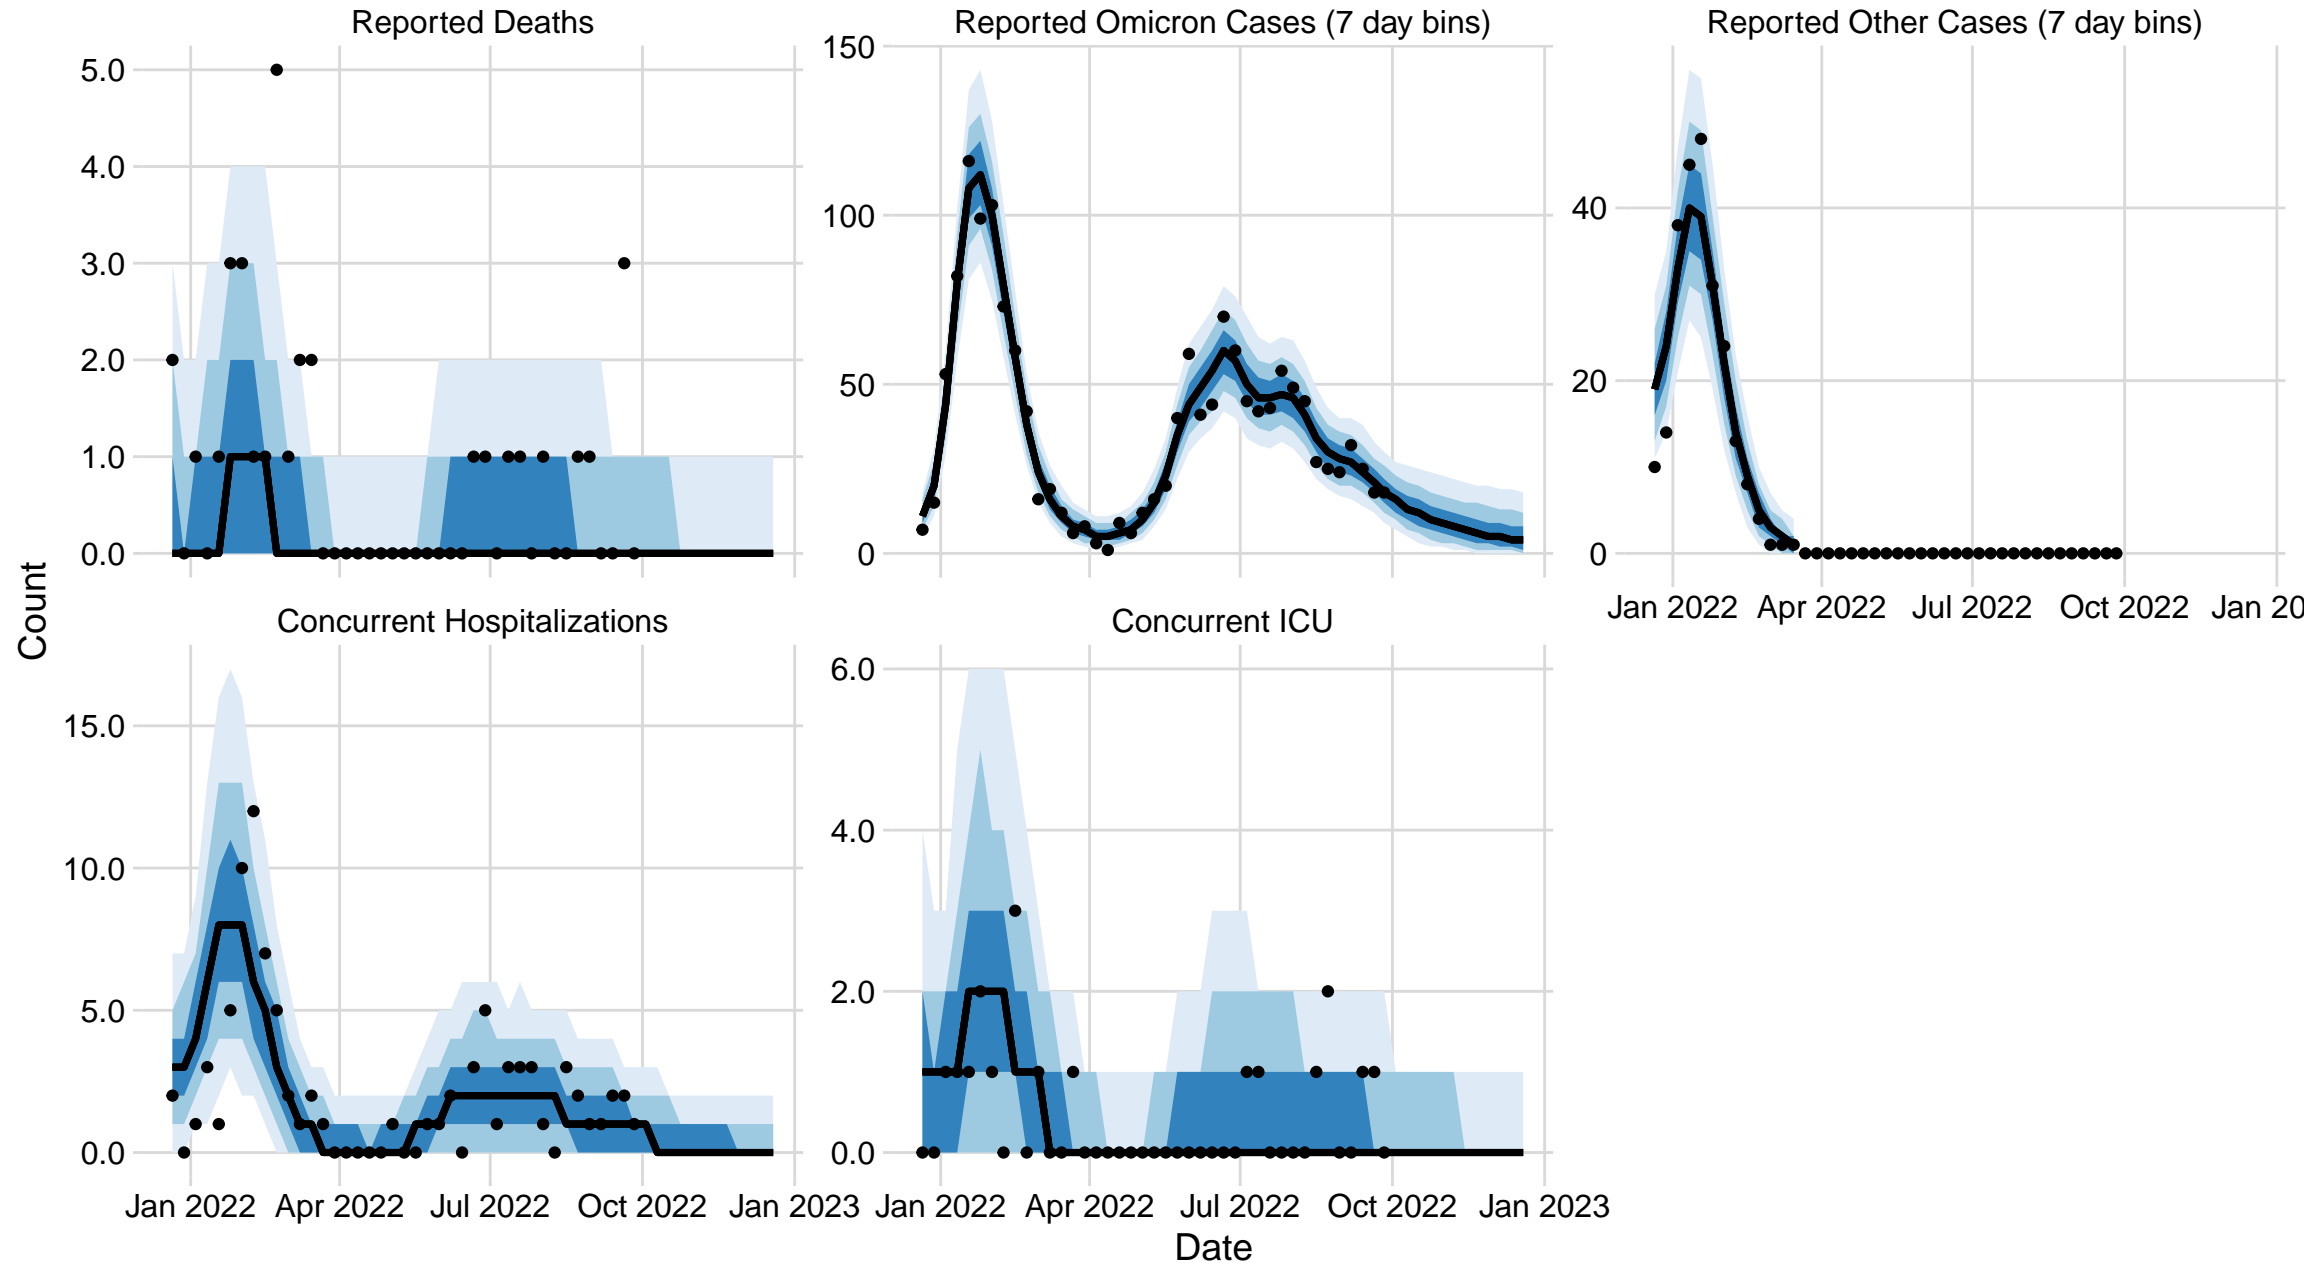 Reported Deaths
Reported Omicron Cases (7 day bins)
Reported Other Cases (7 day bins)
Count
5.0
4.0
3.0
2.0
1.0
0.0
150
100
50
0
40
20
0
Jan 2022 Apr 2022 Jul 2022 Oct 2022 Jan 20
Concurrent Hospitalizations
Concurrent ICU
15.0
10.0
5.0
0.0
6.0
4.0
2.0
0.0
Jan 2022 Apr 2022 Jul 2022 Oct 2022 Jan 2023
Jan 2022 Apr 2022 Jul 2022 Oct 2022 Jan 2023
Date